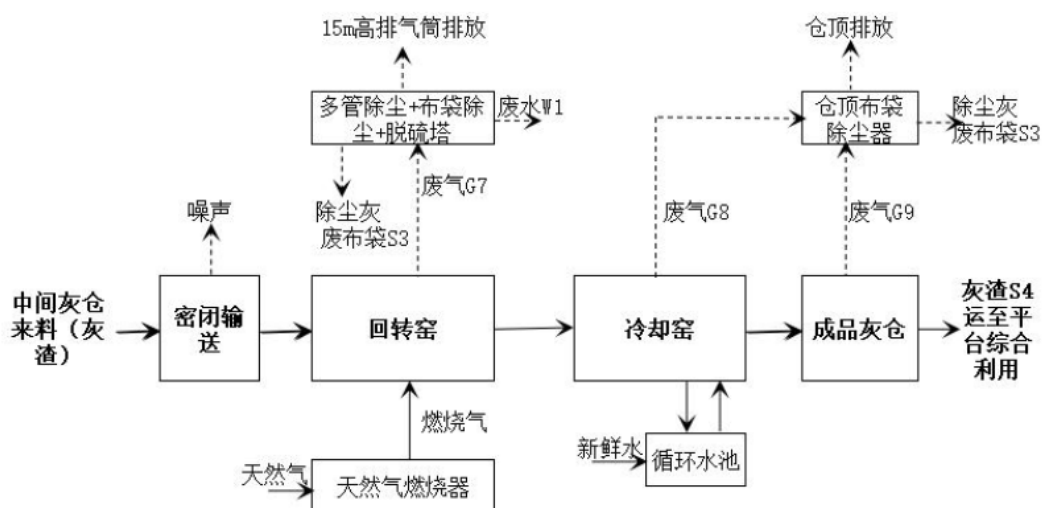 15m高排气筒排放
仓顶排放
多管除尘+布袋除
尘+脱硫塔
废水W1
仓顶布袋
除尘器
除尘灰
废布袋S3
噪声
除尘灰
废布袋S3
废气G7
废气G8
废气G9
中间灰仓
来料（灰
渣）
密闭输
送
回转窑
冷却窑
成品灰仓
灰渣S4
运至平
台综合
利用
燃烧气
新鲜水
循环水池
天然气
天然气燃烧器